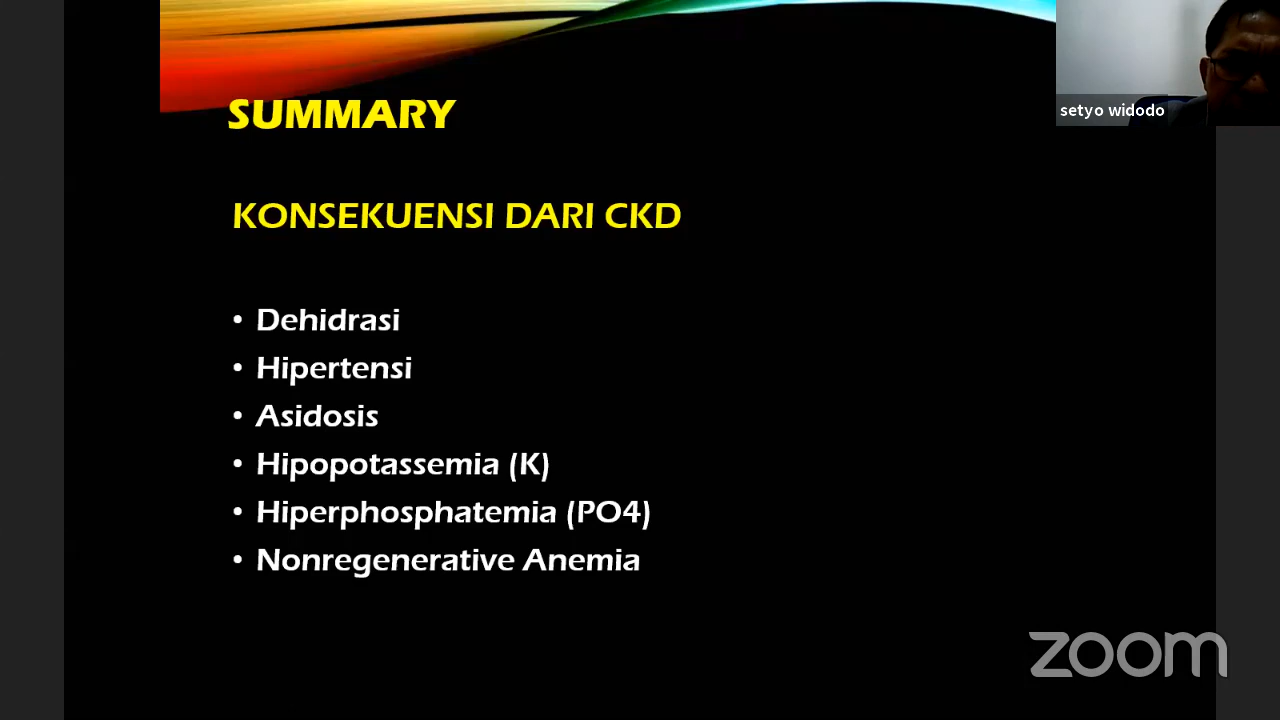 SUMMARY
setyo widodo
KONSEKUENSI DARI CKD
• Dehidrasi
• Hipertensi
• Asidosis
• Hipopotassemia (K)
• Hiperphosphatemia (PO4)
• Nonregenerative Anemia
zoom